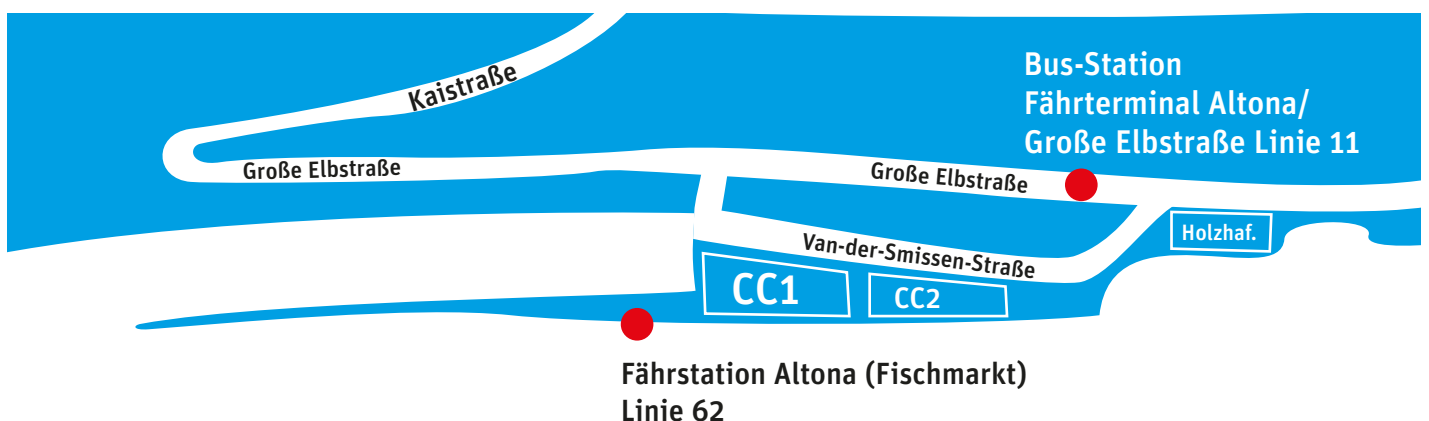 Bus-Station
Fährterminal Altona/
Große Elbstraße Linie 11
Kaistraße
Große Elbstraße
Große Elbstraße
Holzhaf.
Van-der-Smissen-Straße
CC1
CC2
Fährstation Altona (Fischmarkt)
Linie 62